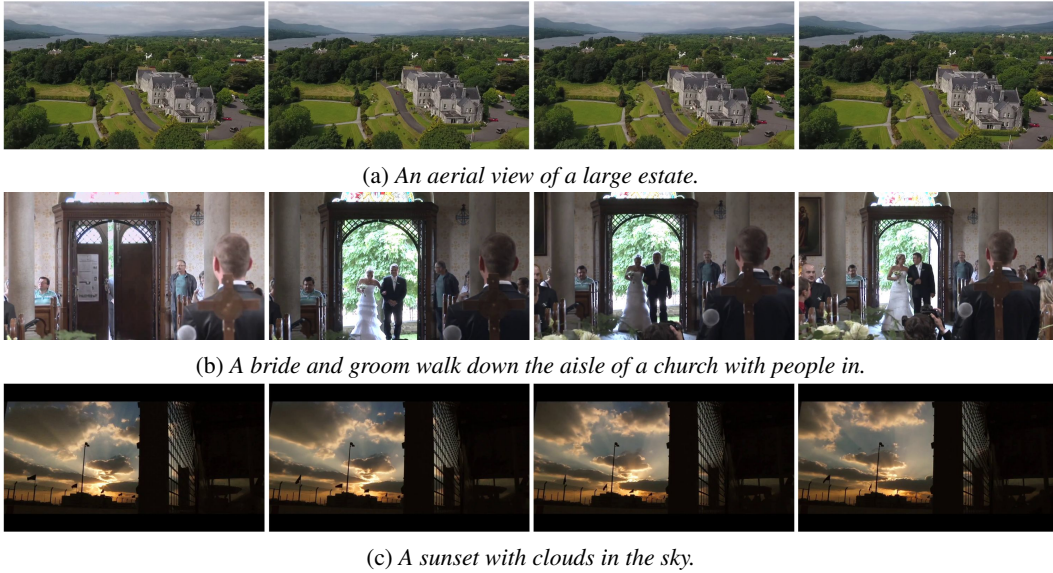 (a) An aerial view of a large estate.
(b) A bride and groom walk down the aisle of a church with people in.
(c) A sunset with clouds in the sky.